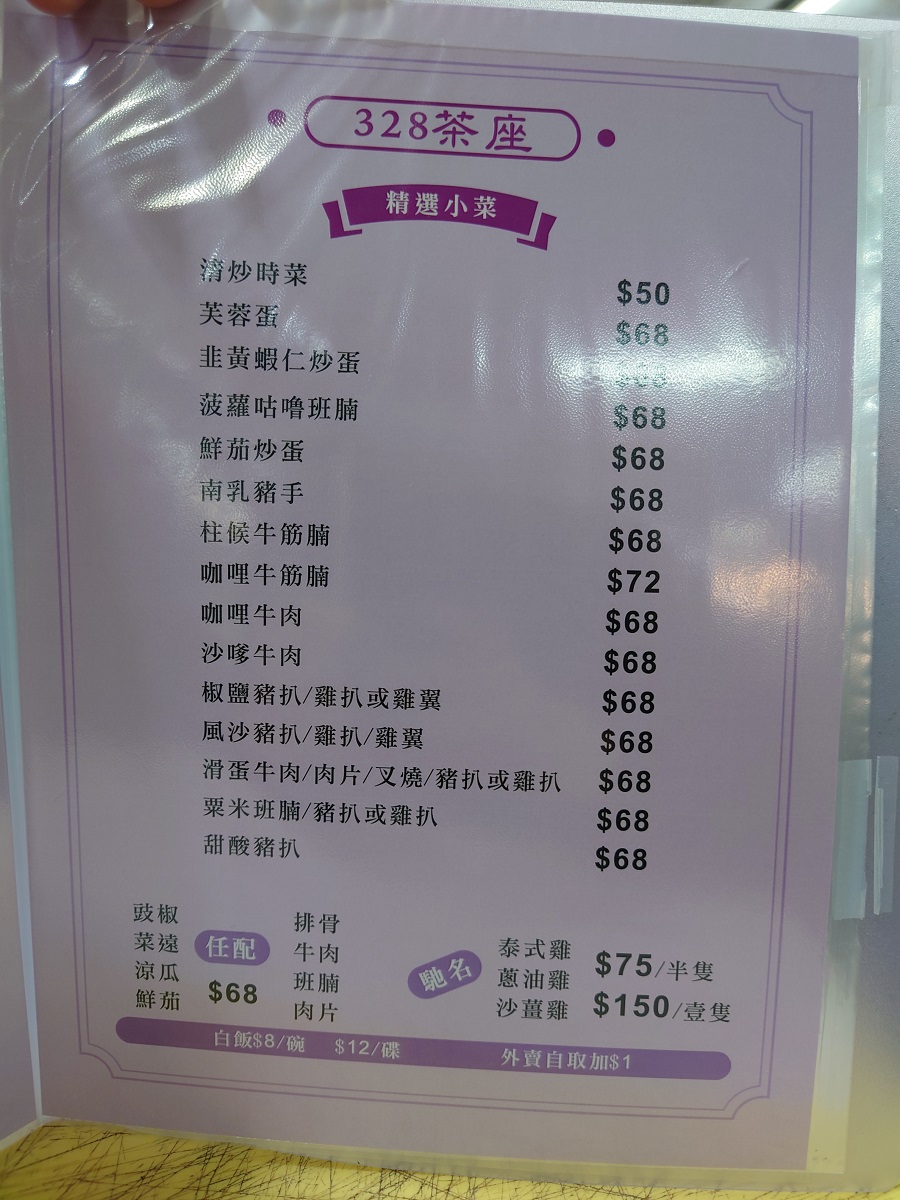 328茶座
精選小菜
清炒時菜 $50
芙蓉蛋 $68
韭黃蝦仁炒蛋 $68
菠蘿咕嚕班腩 $68
鮮茄炒蛋 $68
南乳豬手 $68
柱候牛筋腩 $68
咖哩牛筋腩 $72
咖哩牛肉 $68
沙嗲牛肉 $68
椒鹽豬扒/雞扒或雞翼 $68
風沙豬扒/雞扒/雞翼 $68
滑蛋牛肉/肉片/叉燒/豬扒或雞扒 $68
粟米班腩/豬扒或雞扒 $68
甜酸豬扒 $68
豉椒
菜遠
涼瓜
鮮茄
任配
$68
排骨
牛肉
班腩
肉片
馳名
泰式雞
蔥油雞
沙薑雞
$75/半隻
$150/壹隻
白飯$8/碗 $12/碟 外賣自取加$1